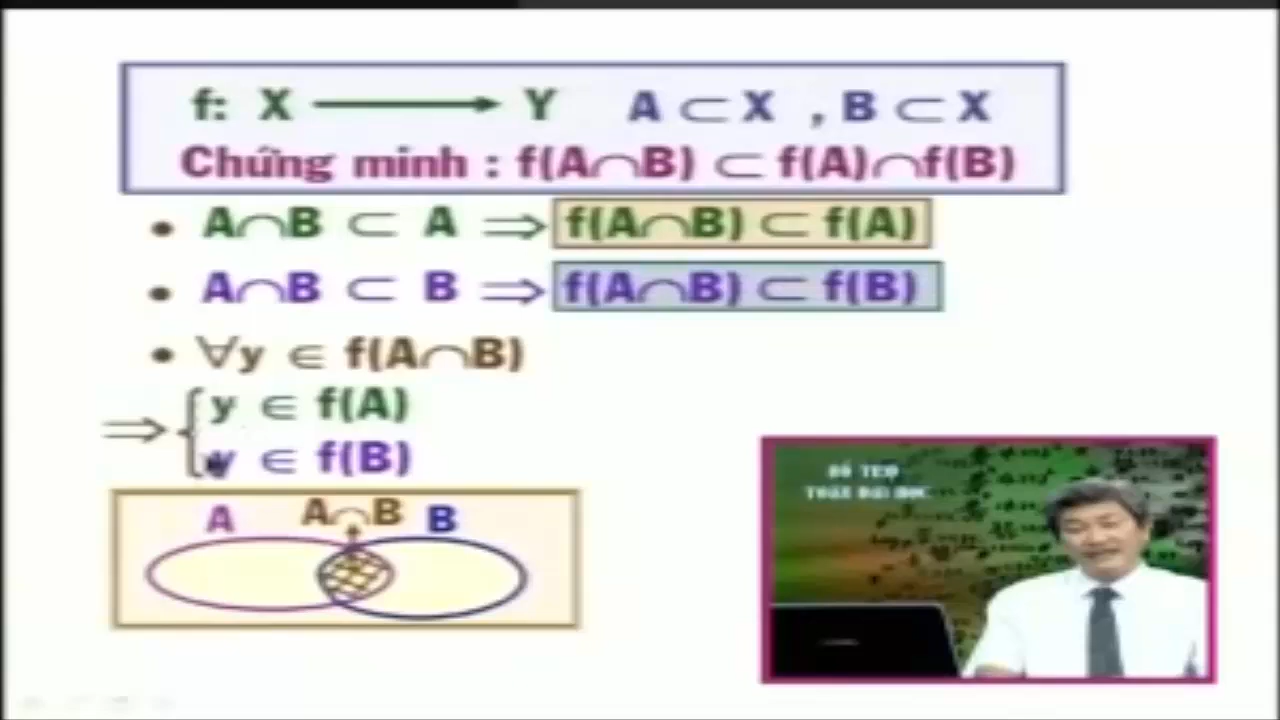 f: X ⟶ Y A ⊂ X , B ⊂ X
Chứng minh : f(A∩B) ⊂ f(A)∩f(B)
• A∩B ⊂ A ⇒ f(A∩B) ⊂ f(A)
• A∩B ⊂ B ⇒ f(A∩B) ⊂ f(B)
• ∀y ∈ f(A∩B)
⇒ { y ∈ f(A)
y ∈ f(B)
A A∩B B